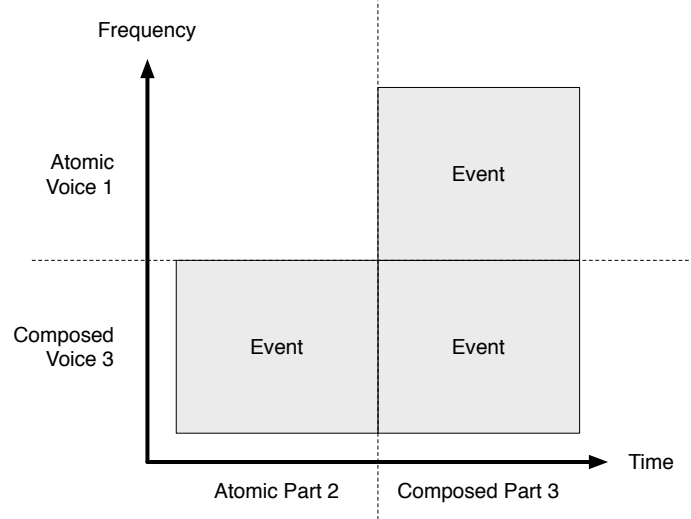 Frequency
Atomic
Voice 1
Event
Composed
Voice 3
Event
Event
Time
Atomic Part 2
Composed Part 3